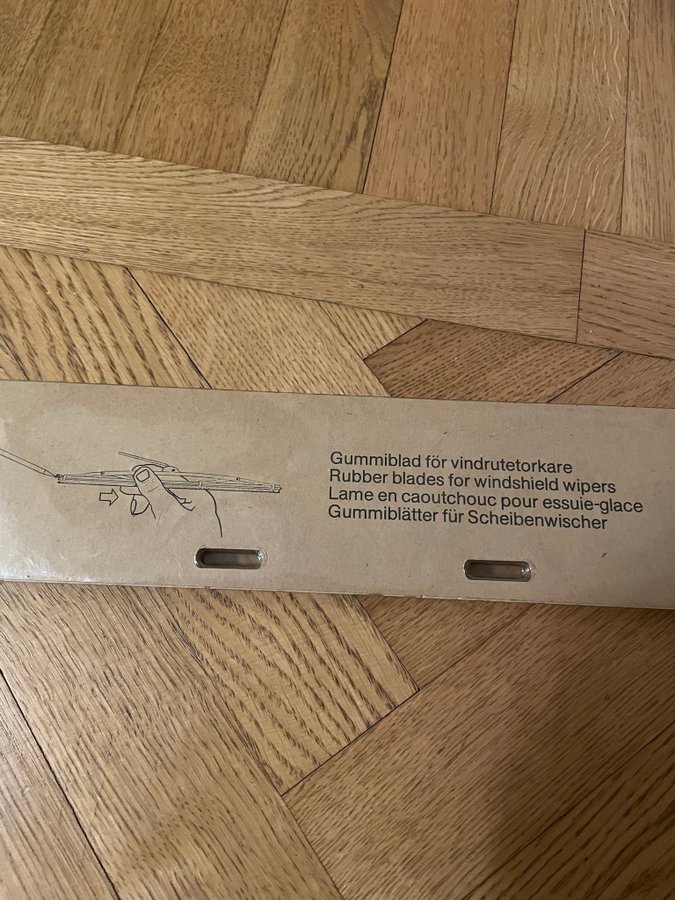 Gummiblad för vindrutetorkare
Rubber blades for windshield wipers
Lame en caoutchouc pour essuie-glace
Gummiblätter für Scheibenwischer